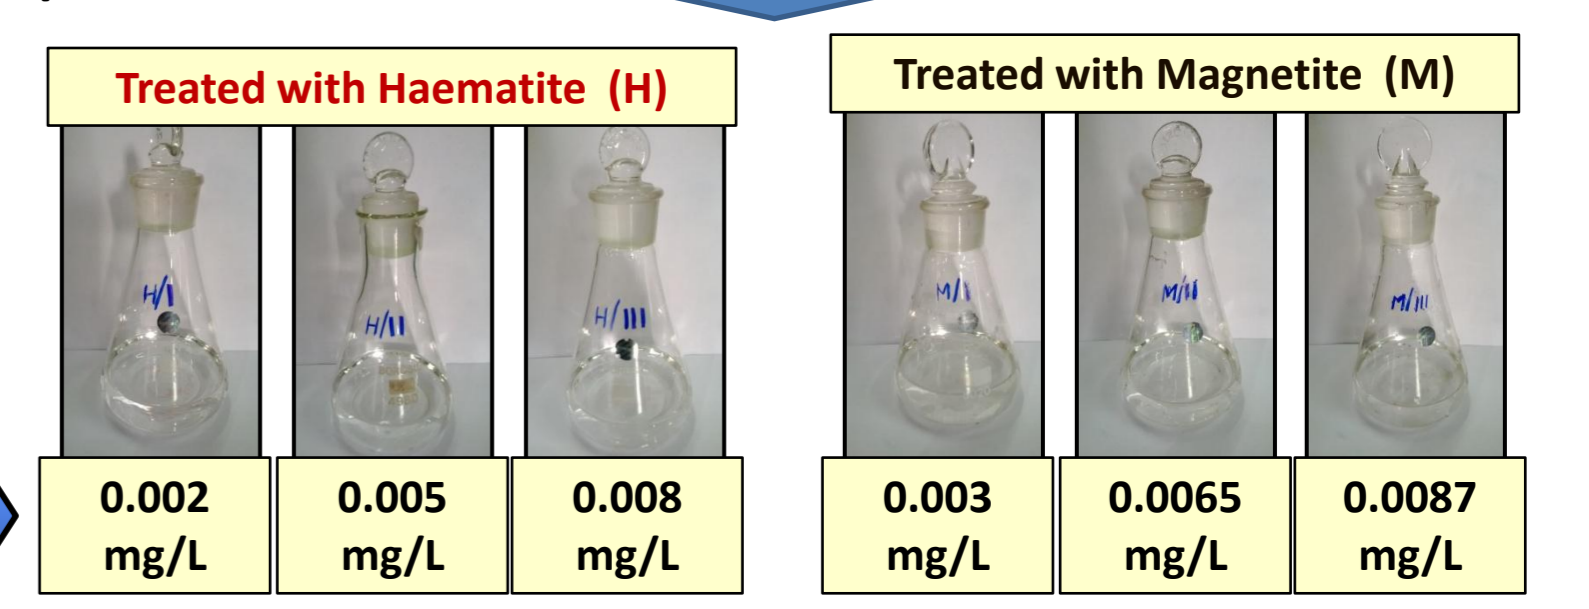 Treated with Haematite (H)
Treated with Magnetite (M)
H/I
H/II
H/III
M/I
M/II
M/III
0.002
mg/L
0.005
mg/L
0.008
mg/L
0.003
mg/L
0.0065
mg/L
0.0087
mg/L